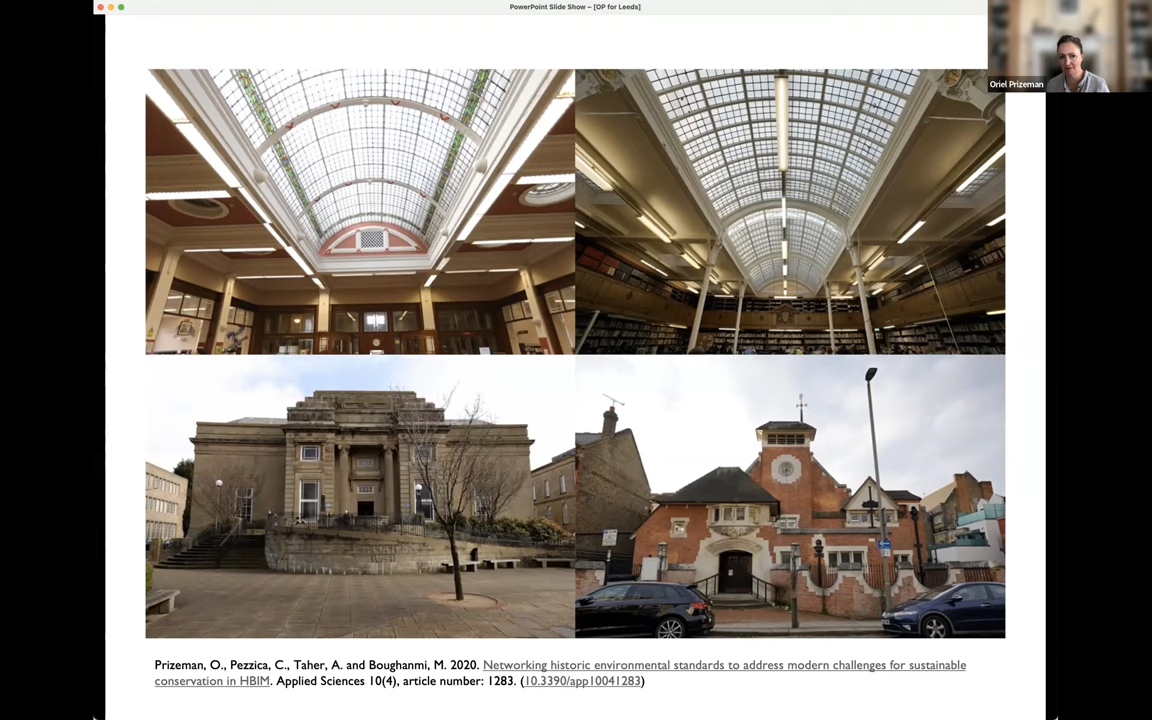 PowerPoint Slide Show – [OP for Leeds]
Oriel Prizeman
Prizeman, O., Pezzica, C., Taher, A. and Boughanmi, M. 2020. Networking historic environmental standards to address modern challenges for sustainable
conservation in HBIM. Applied Sciences 10(4), article number: 1283. (10.3390/app10041283)